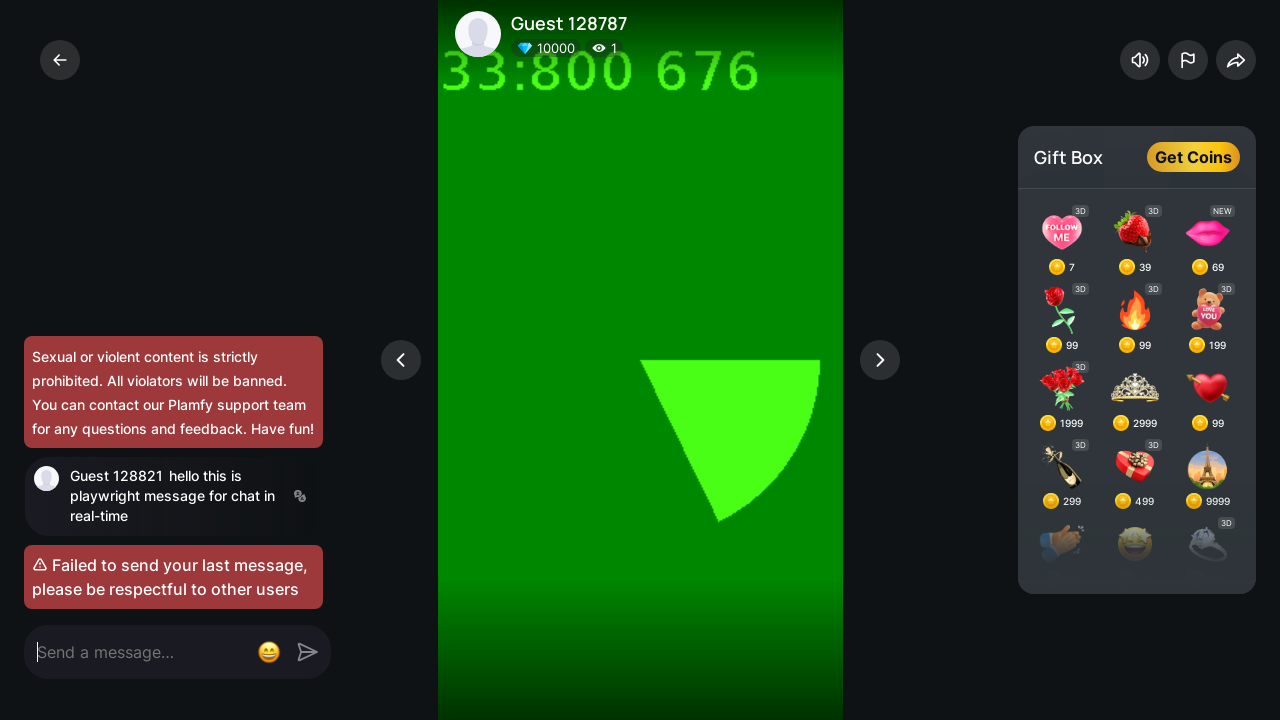 Guest 128787
10000 1
33:800 676
Gift Box
Get Coins
3D 3D NEW
FOLLOW
ME
7 39 69
3D 3D 3D
LOVE
YOU
99 99 199
3D
1999 2999 99
3D 3D
299 499 9999
3D
Sexual or violent content is strictly
prohibited. All violators will be banned.
You can contact our Plamfy support team
for any questions and feedback. Have fun!
Guest 128821 hello this is
playwright message for chat in
real-time
Failed to send your last message,
please be respectful to other users
Send a message...